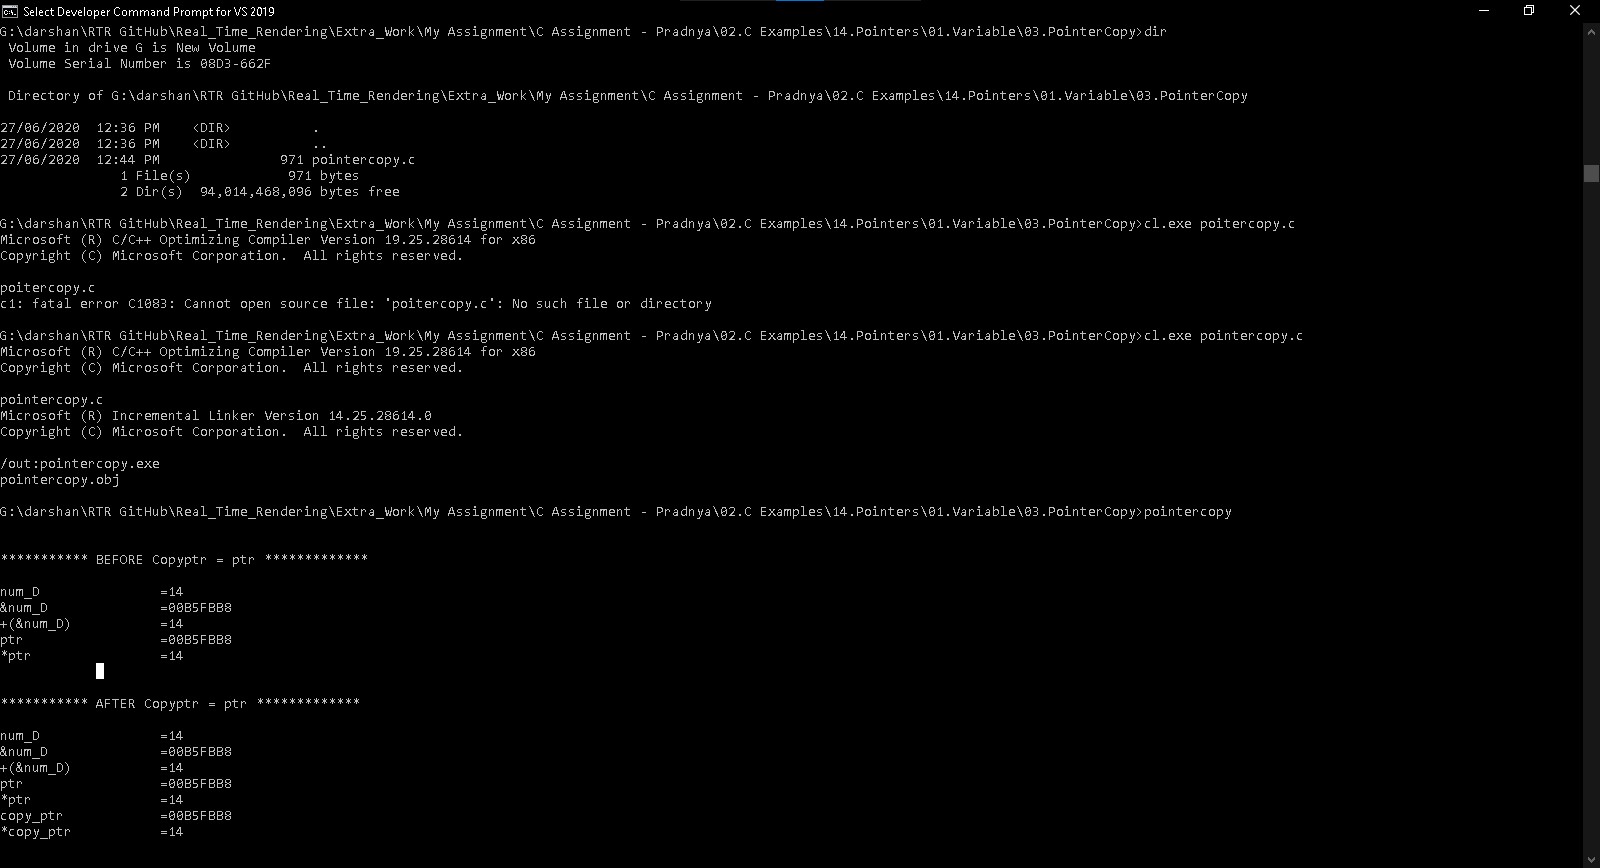 Select Developer Command Prompt for VS 2019
G:\darshan\RTR GitHub\Real_Time_Rendering\Extra_Work\My Assignment\C Assignment - Pradnya\02.C Examples\14.Pointers\01.Variable\03.PointerCopy>dir
Volume in drive G is New Volume
Volume Serial Number is 08D3-662F
Directory of G:\darshan\RTR GitHub\Real_Time_Rendering\Extra_Work\My Assignment\C Assignment - Pradnya\02.C Examples\14.Pointers\01.Variable\03.PointerCopy
27/06/2020  12:36 PM    <DIR>          .
27/06/2020  12:36 PM    <DIR>          ..
27/06/2020  12:44 PM               971 pointercopy.c
1 File(s)            971 bytes
2 Dir(s)  94,014,468,096 bytes free
G:\darshan\RTR GitHub\Real_Time_Rendering\Extra_Work\My Assignment\C Assignment - Pradnya\02.C Examples\14.Pointers\01.Variable\03.PointerCopy>cl.exe poitercopy.c
Microsoft (R) C/C++ Optimizing Compiler Version 19.25.28614 for x86
Copyright (C) Microsoft Corporation.  All rights reserved.
poitercopy.c
c1: fatal error C1083: Cannot open source file: 'poitercopy.c': No such file or directory
G:\darshan\RTR GitHub\Real_Time_Rendering\Extra_Work\My Assignment\C Assignment - Pradnya\02.C Examples\14.Pointers\01.Variable\03.PointerCopy>cl.exe pointercopy.c
Microsoft (R) C/C++ Optimizing Compiler Version 19.25.28614 for x86
Copyright (C) Microsoft Corporation.  All rights reserved.
pointercopy.c
Microsoft (R) Incremental Linker Version 14.25.28614.0
Copyright (C) Microsoft Corporation.  All rights reserved.
/out:pointercopy.exe
pointercopy.obj
G:\darshan\RTR GitHub\Real_Time_Rendering\Extra_Work\My Assignment\C Assignment - Pradnya\02.C Examples\14.Pointers\01.Variable\03.PointerCopy>pointercopy
*********** BEFORE Copyptr = ptr *************
num_D               =14
&num_D              =00B5FBB8
+(&num_D)           =14
ptr                 =00B5FBB8
*ptr                =14
*********** AFTER Copyptr = ptr *************
num_D               =14
&num_D              =00B5FBB8
+(&num_D)           =14
ptr                 =00B5FBB8
*ptr                =14
copy_ptr            =00B5FBB8
*copy_ptr           =14